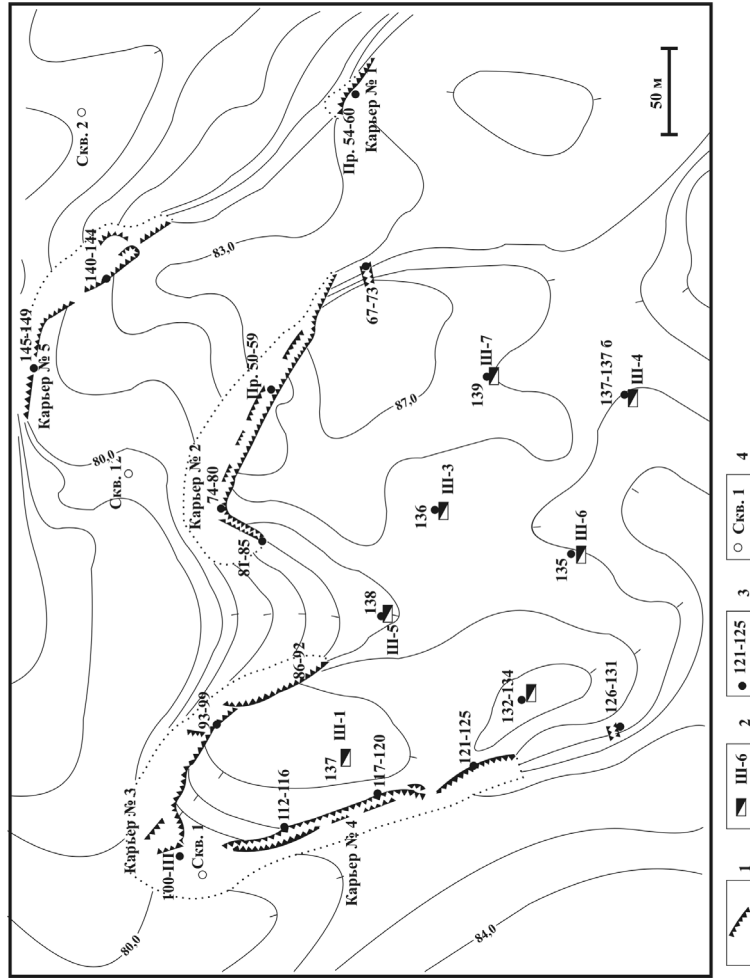 145-149
Карьер № 5
Скв. 2
140-144
80,0
Скв. 12
80,0
Карьер № 3
100-III
Скв. 1
93-99
Карьер № 2
74-80
83,0
81-85
Пр. 50-59
86-92
112-116
137 Ш-1
Карьер № 4
Пр. 54-60
Карьер № 1
67-73
117-120
138
Ш-5
87,0
136
Ш-3
121-125
139
Ш-7
84,0
132-134
135
Ш-6
137-137 б
Ш-4
126-131
50 м
1
Ш-6 2
121-125 3
Скв. 1 4